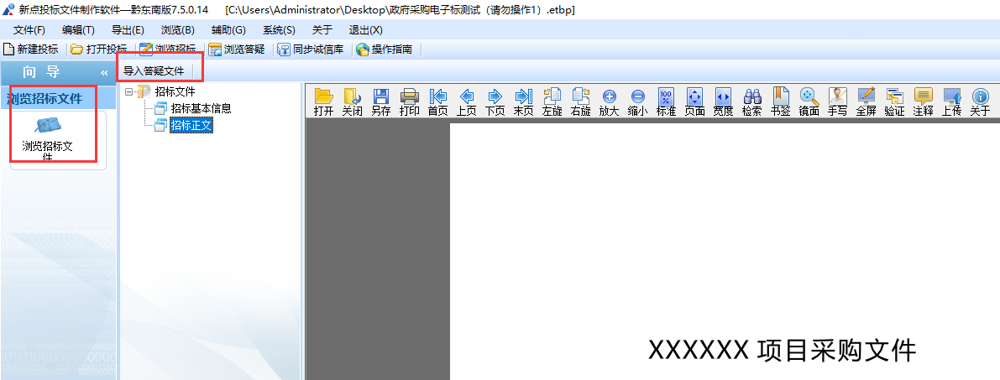 新点投标文件制作软件—黔东南版7.5.0.14 [C:\Users\Administrator\Desktop\政府采购电子标测试（请勿操作1）.etbp]
文件(F) 编辑(T) 导出(E) 浏览(B) 辅助(G) 系统(S) 关于 退出(X)
新建投标 打开投标 浏览招标 浏览答疑 同步诚信库 操作指南
向 导 «
导入答疑文件
浏览招标文件
浏览招标文
件
招标文件
招标基本信息
招标正文
100
%
打开 关闭 另存 打印 首页 上页 下页 末页 左旋 右旋 放大 缩小 标准 页面 宽度 检索 书签 镜面 手写 全屏 验证 注释 上传 关于
XXXXXX 项目采购文件